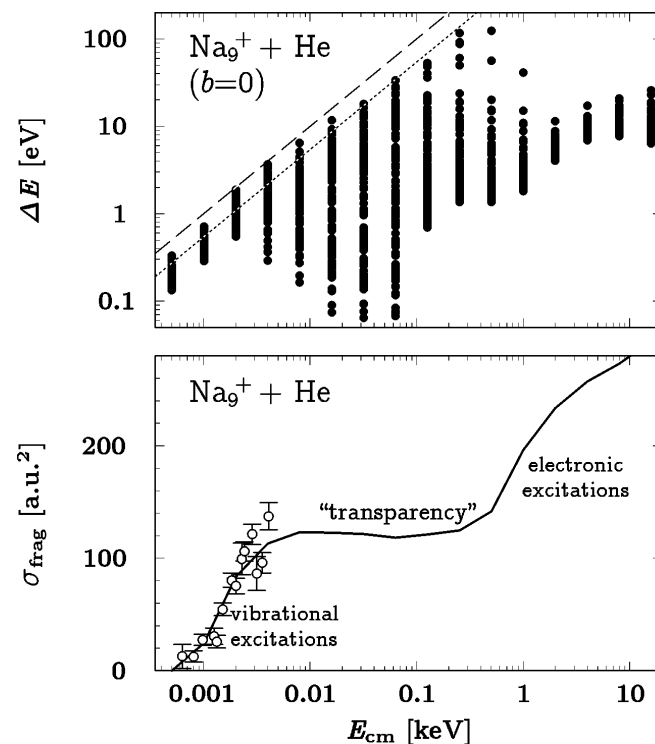 100
10
1
0.1
ΔE [eV]
Na₉⁺ + He
(b=0)
200
100
0
σfrag [a.u.²]
Na₉⁺ + He
electronic
excitations
“transparency”
vibrational
excitations
0.001
0.01
0.1
1
10
Ecm [keV]